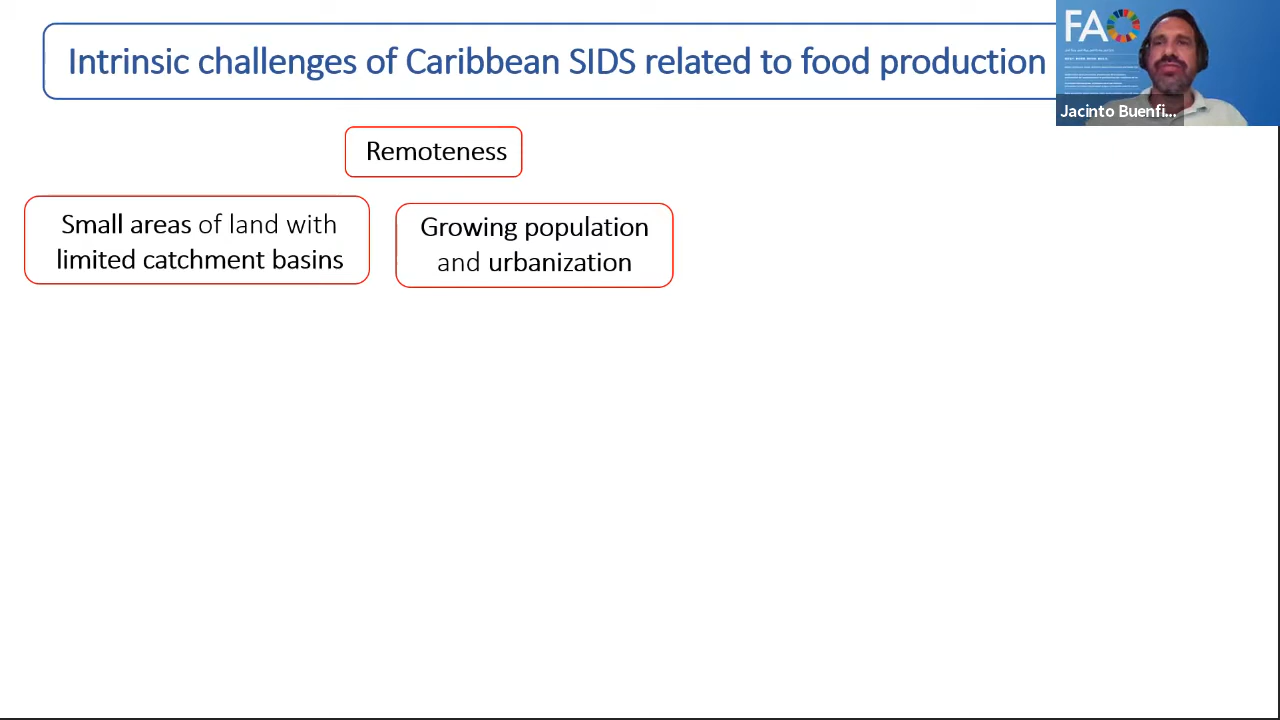 Intrinsic challenges of Caribbean SIDS related to food production
FAO
Jacinto Buenfi...
Remoteness
Small areas of land with
limited catchment basins
Growing population
and urbanization